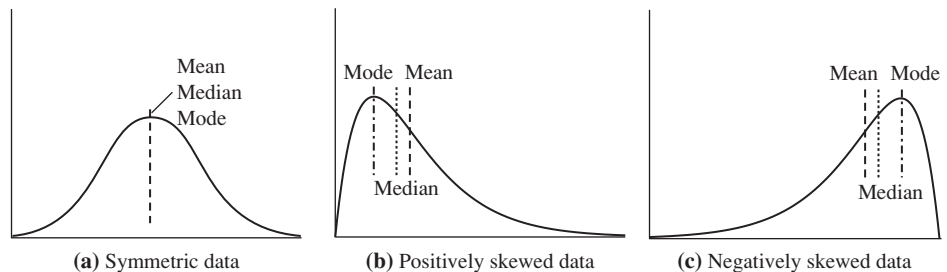 Mean
Median
Mode
(a) Symmetric data
Mode Mean
Median
(b) Positively skewed data
Mean Mode
Median
(c) Negatively skewed data